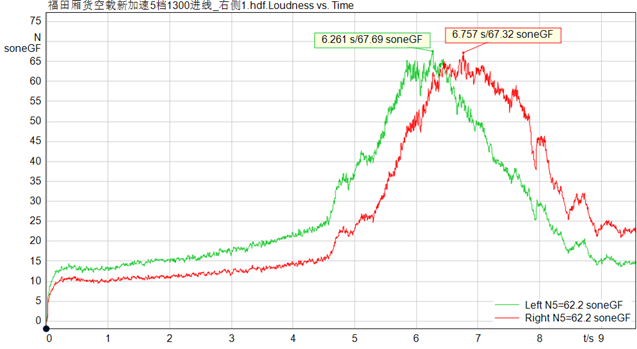 福田厢货空载新加速5档1300进线_右侧1.hdf.Loudness vs. Time
N
soneGF
75
70
65
60
55
50
45
40
35
30
25
20
15
10
5
0
6.261 s/67.69 soneGF
6.757 s/67.32 soneGF
Left N5=62.2 soneGF
Right N5=62.2 soneGF
0 1 2 3 4 5 6 7 8 t/s 9